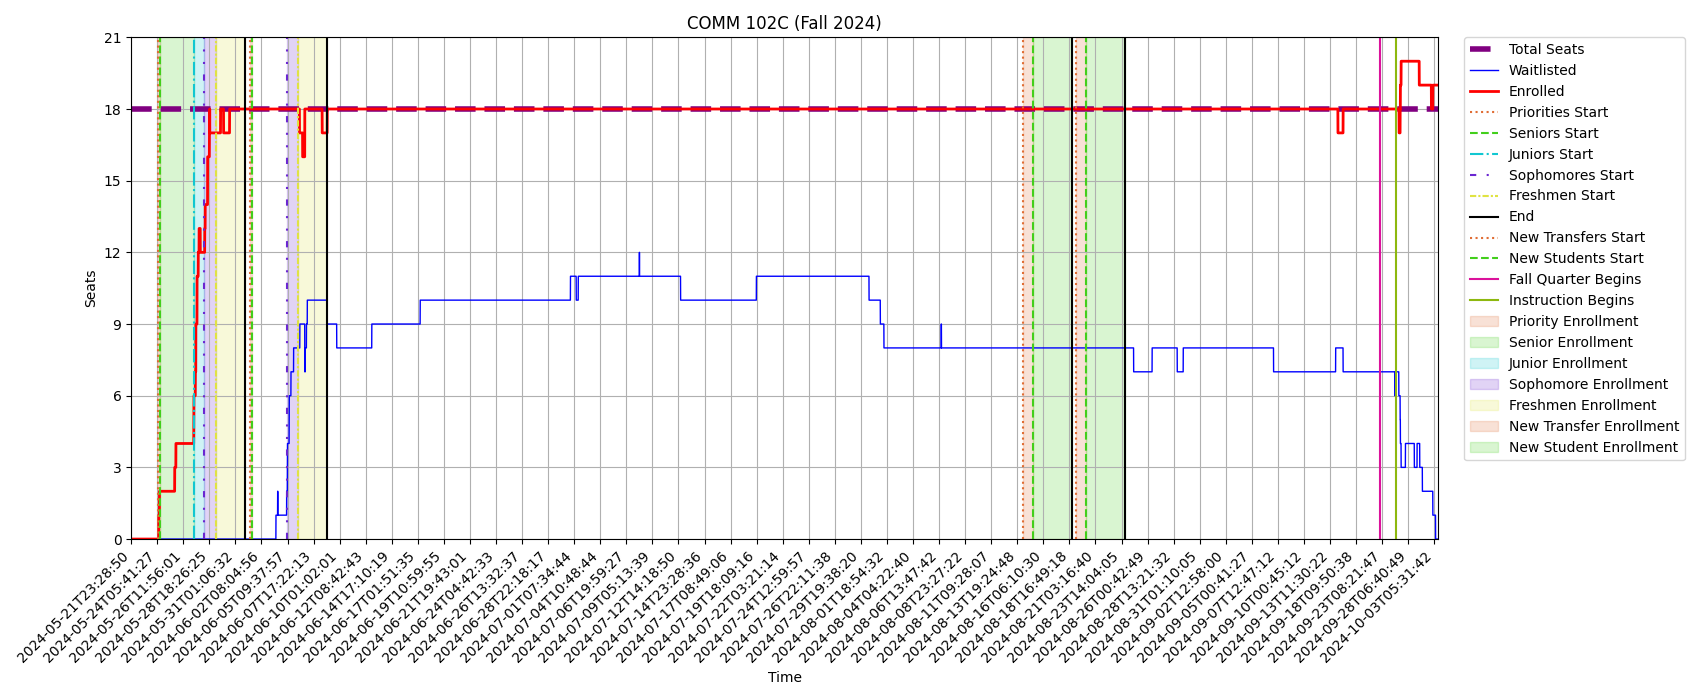 COMM 102C (Fall 2024)
Seats
21
18
15
12
9
6
3
0
2024-05-21T23:28:50
2024-05-24T05:41:27
2024-05-26T11:56:01
2024-05-28T18:26:25
2024-05-31T01:06:32
2024-06-02T08:04:56
2024-06-05T09:37:57
2024-06-07T17:22:13
2024-06-10T01:02:01
2024-06-12T08:42:43
2024-06-14T17:10:19
2024-06-17T01:51:35
2024-06-19T10:59:55
2024-06-21T19:43:01
2024-06-24T04:42:33
2024-06-26T13:32:37
2024-06-28T22:18:17
2024-07-01T07:34:44
2024-07-04T10:48:44
2024-07-06T19:59:27
2024-07-09T05:13:39
2024-07-12T14:18:50
2024-07-14T23:28:36
2024-07-17T08:49:06
2024-07-19T18:09:16
2024-07-22T03:21:14
2024-07-24T12:59:57
2024-07-26T22:11:38
2024-07-29T19:38:20
2024-08-01T18:54:32
2024-08-04T04:22:40
2024-08-06T13:47:42
2024-08-08T23:27:22
2024-08-11T09:28:07
2024-08-13T19:24:48
2024-08-16T06:10:30
2024-08-18T16:49:18
2024-08-21T03:16:40
2024-08-23T14:04:05
2024-08-26T00:42:49
2024-08-28T13:21:32
2024-08-31T01:10:05
2024-09-02T12:58:00
2024-09-05T00:41:27
2024-09-07T12:47:12
2024-09-10T00:45:12
2024-09-13T11:30:22
2024-09-18T09:50:38
2024-09-23T08:21:47
2024-09-28T06:40:49
2024-10-03T05:31:42
Time
Total Seats
Waitlisted
Enrolled
Priorities Start
Seniors Start
Juniors Start
Sophomores Start
Freshmen Start
End
New Transfers Start
New Students Start
Fall Quarter Begins
Instruction Begins
Priority Enrollment
Senior Enrollment
Junior Enrollment
Sophomore Enrollment
Freshmen Enrollment
New Transfer Enrollment
New Student Enrollment